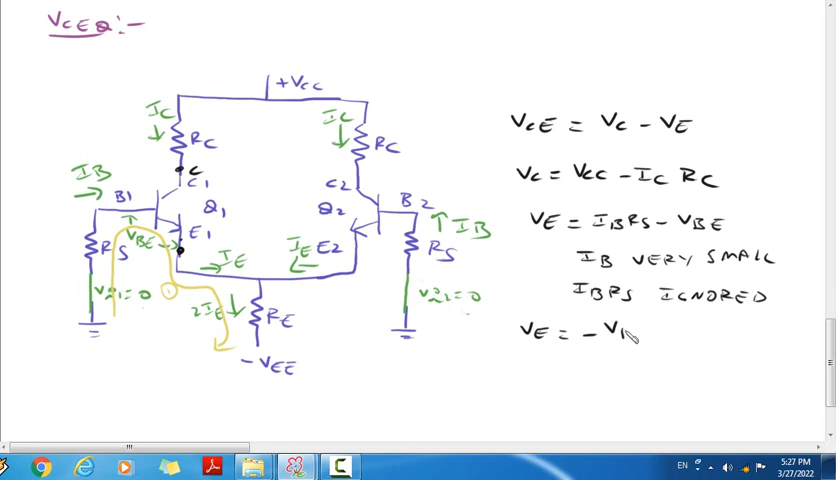 VCEQ :-
+VCC
IC
IC
RC
RC
C
IB
C1
C2
B1
B2
Q1
Q2
IB
E1
VBE
IE
IE
E2
RS
RS
vi1=0
vi2=0
1
2IE
RE
-VEE
VCE = VC - VE
VC = VCC - IC RC
VE = IBRS - VBE
IB VERY SMALL
IBRS IGNORED
VE = - V
EN
5:27 PM
3/27/2022